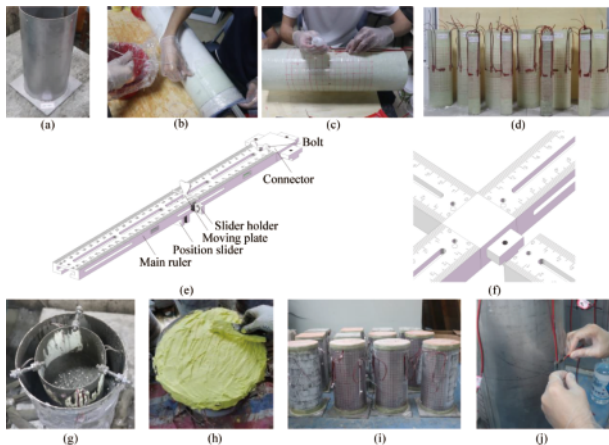 (a)
(b)
(c)
(d)
Bolt
Connector
Slider holder
Moving plate
Position slider
Main ruler
(e)
(f)
(g)
(h)
(i)
(j)